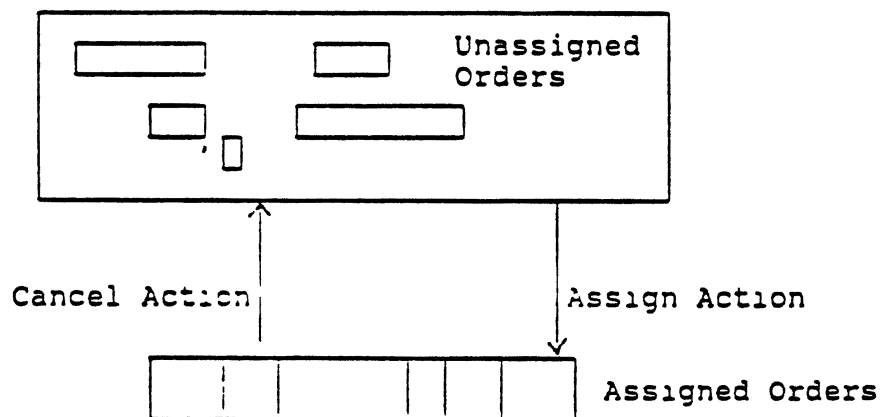 Unassigned
Orders
Cancel Action
Assign Action
Assigned Orders